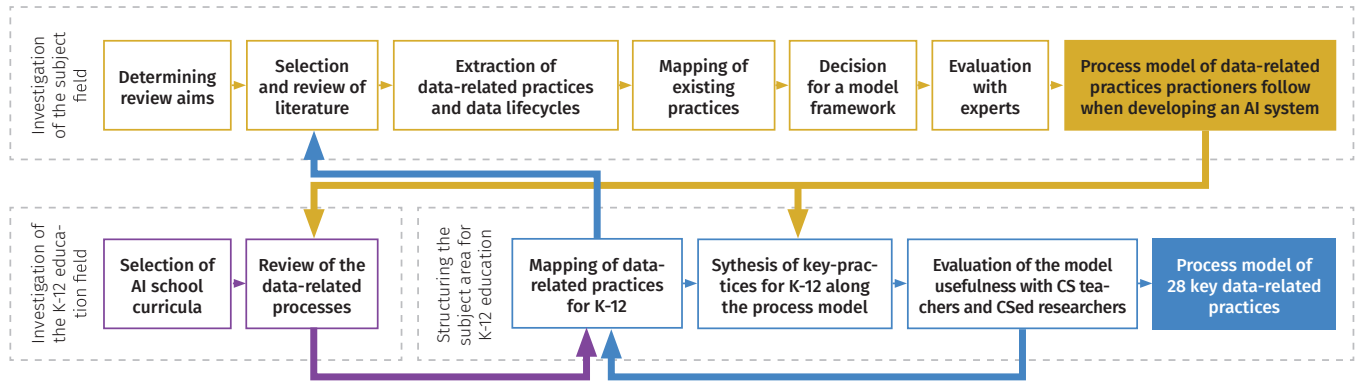 Investigation
of the subject
field
Determining
review aims
Selection
and review of
literature
Extraction of
data-related practices
and data lifecycles
Mapping of
existing
practices
Decision
for a model
framework
Evaluation
with
experts
Process model of data-related
practices practitioners follow
when developing an AI system
Investigation of
the K-12 educa-
tion field
Selection of
AI school
curricula
Review of the
data-related
processes
Structuring the
subject area for
K-12 education
Mapping of data-
related practices
for K-12
Sythesis of key-prac-
tices for K-12 along
the process model
Evaluation of the model
usefulness with CS tea-
chers and CSed researchers
Process model of
28 key data-related
practices